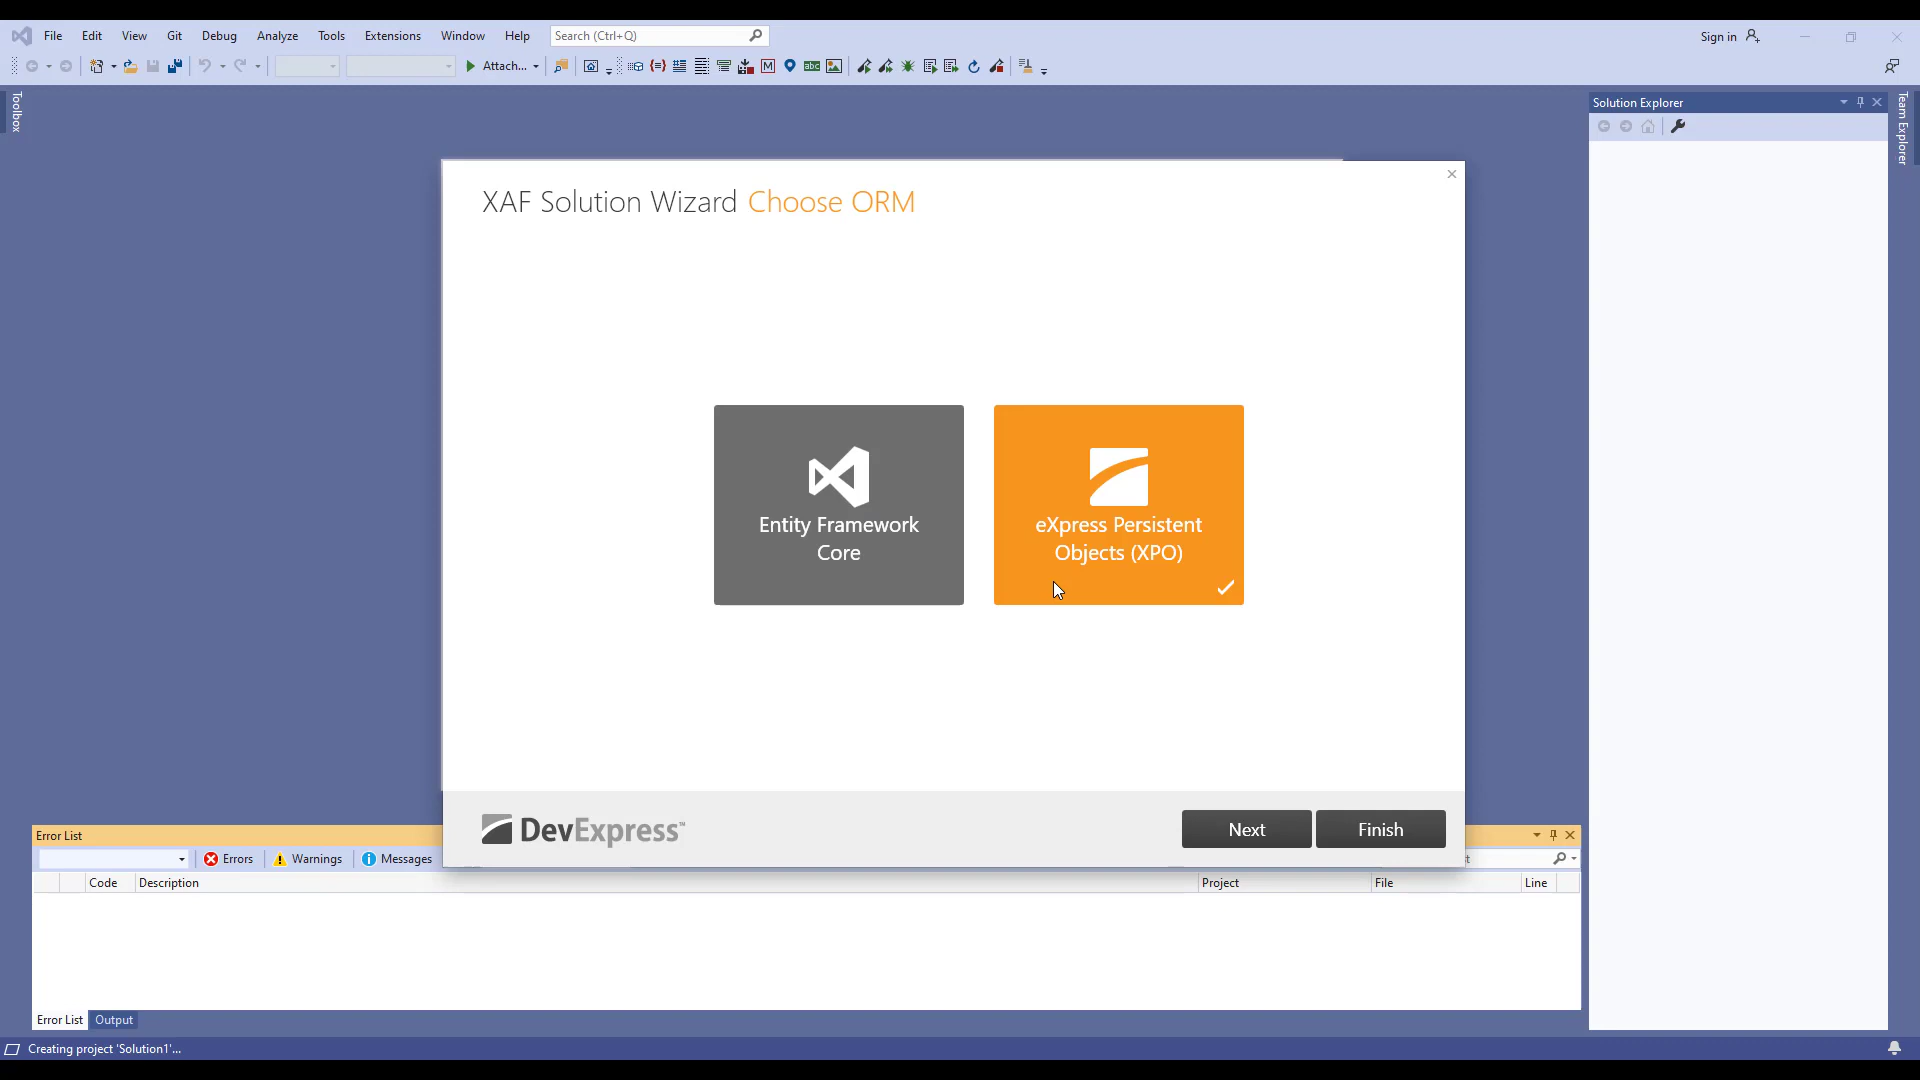 File Edit View Git Debug Analyze Tools Extensions Window Help Search (Ctrl+Q) Sign in
Attach...
Toolbox
Solution Explorer
Team Explorer
XAF Solution Wizard Choose ORM
Entity Framework
Core
eXpress Persistent
Objects (XPO)
DevExpress™
Next
Finish
Error List
Errors Warnings Messages
Code Description Project File Line
Error List Output
Creating project 'Solution1'...